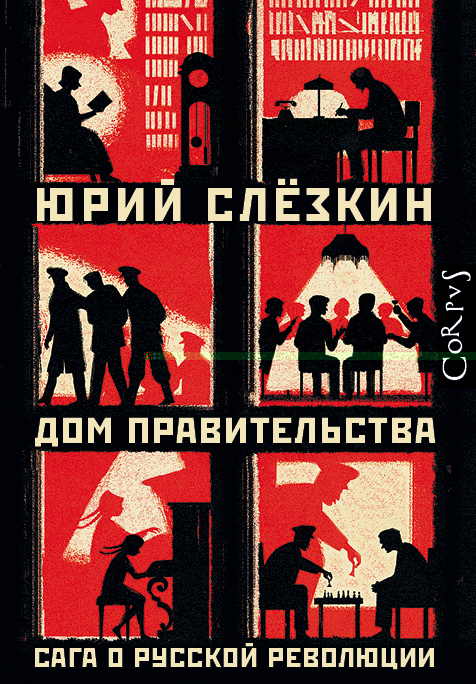 ЮРИЙ СЛЁЗКИН
CORPVS
ДОМ ПРАВИТЕЛЬСТВА
САГА О РУССКОЙ РЕВОЛЮЦИИ